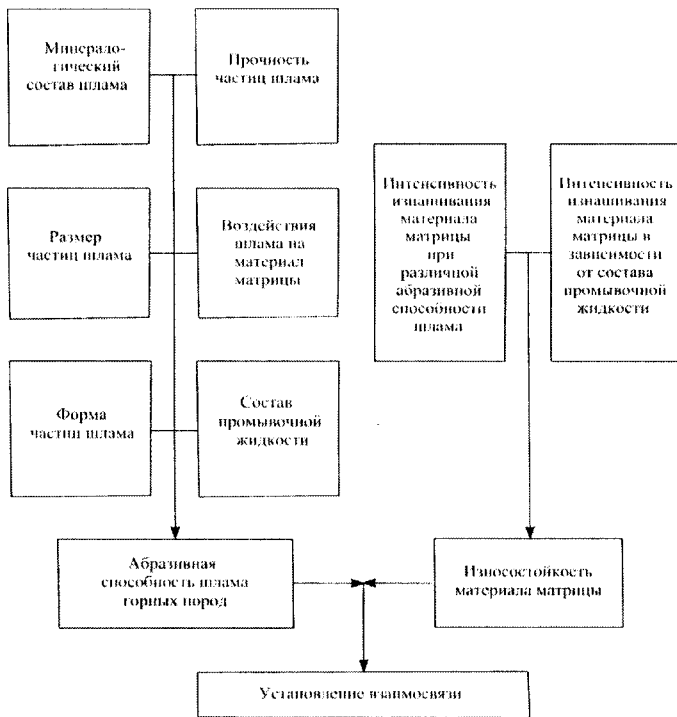 Минерало-
гический
состав шлама
Прочность
частиц шлама
Размер
частиц шлама
Воздействия
шлама на
материал
матрицы
Форма
частиц шлама
Состав
промывочной
жидкости
Интенсивность
изнашивания
материала
матрицы
при
различной
абразивной
способности
шлама
Интенсивность
изнашивания
материала
матрицы в
зависимости
от состава
промывочной
жидкости
Абразивная
способность шлама
горных пород
Износостойкость
материала матрицы
Установление взаимосвязи